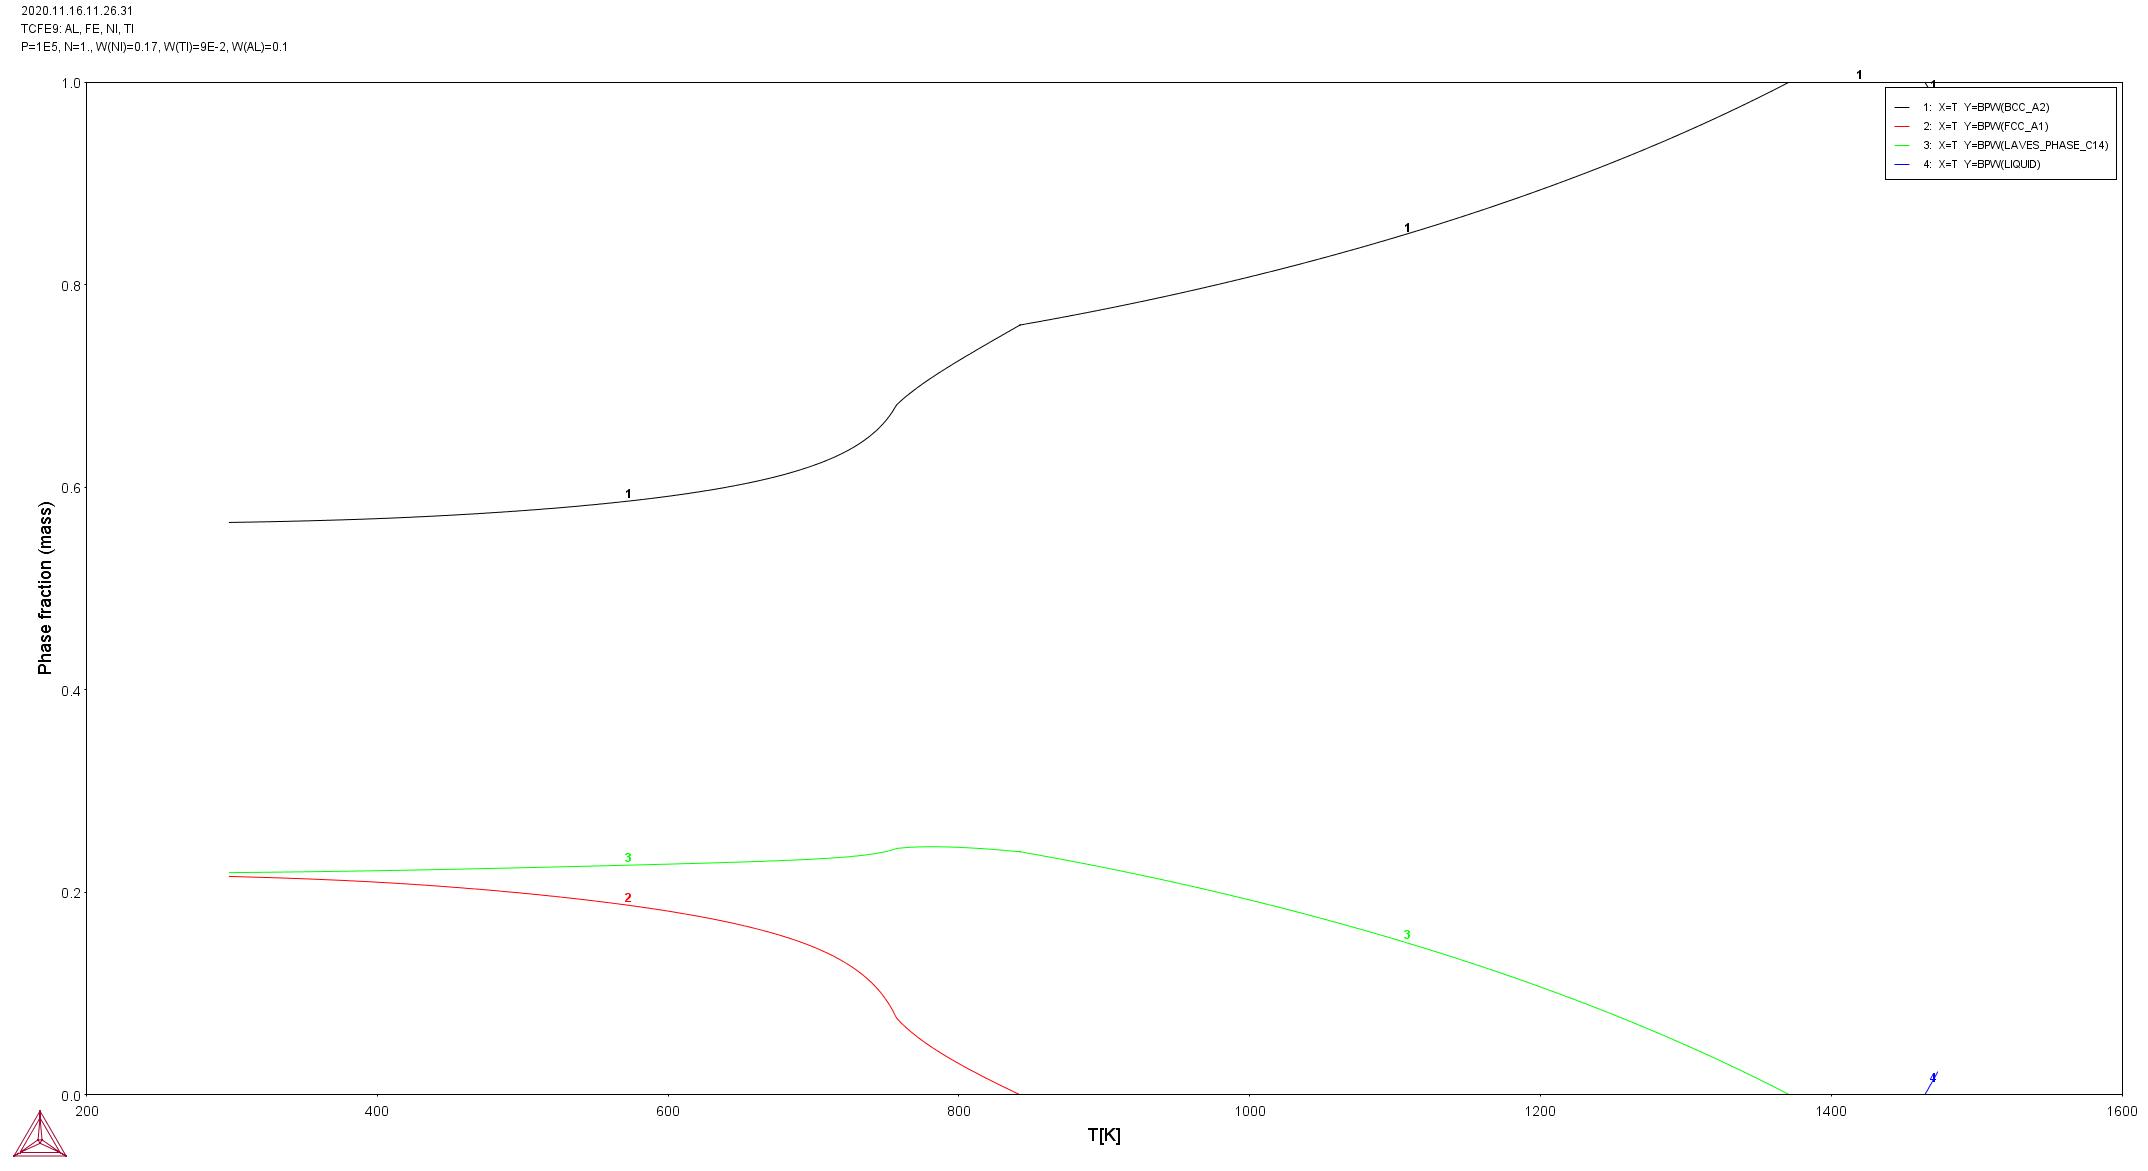 2020.11.16.11.26.31
TCFE9: AL, FE, NI, TI
P=1E5, N=1., W(NI)=0.17, W(TI)=9E-2, W(AL)=0.1
1
1
1: X=T Y=BPW(BCC_A2)
2: X=T Y=BPW(FCC_A1)
3: X=T Y=BPW(LAVES_PHASE_C14)
4: X=T Y=BPW(LIQUID)
1.0
0.8
0.6
0.4
0.2
0.0
Phase fraction (mass)
1
1
3
2
3
4
200
400
600
800
1000
1200
1400
1600
T[K]